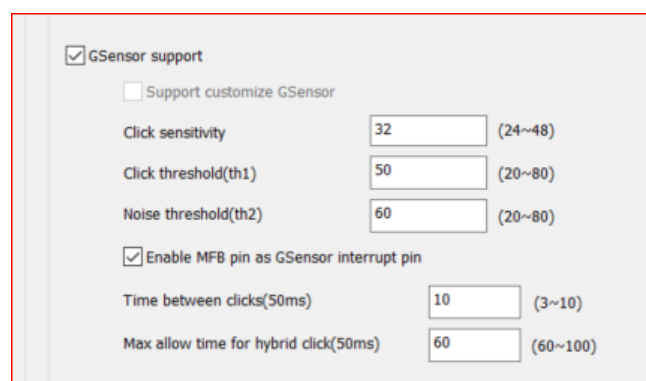 GSensor support
Support customize GSensor
Click sensitivity 32 (24~48)
Click threshold(th1) 50 (20~80)
Noise threshold(th2) 60 (20~80)
Enable MFB pin as GSensor interrupt pin
Time between clicks(50ms) 10 (3~10)
Max allow time for hybrid click(50ms) 60 (60~100)